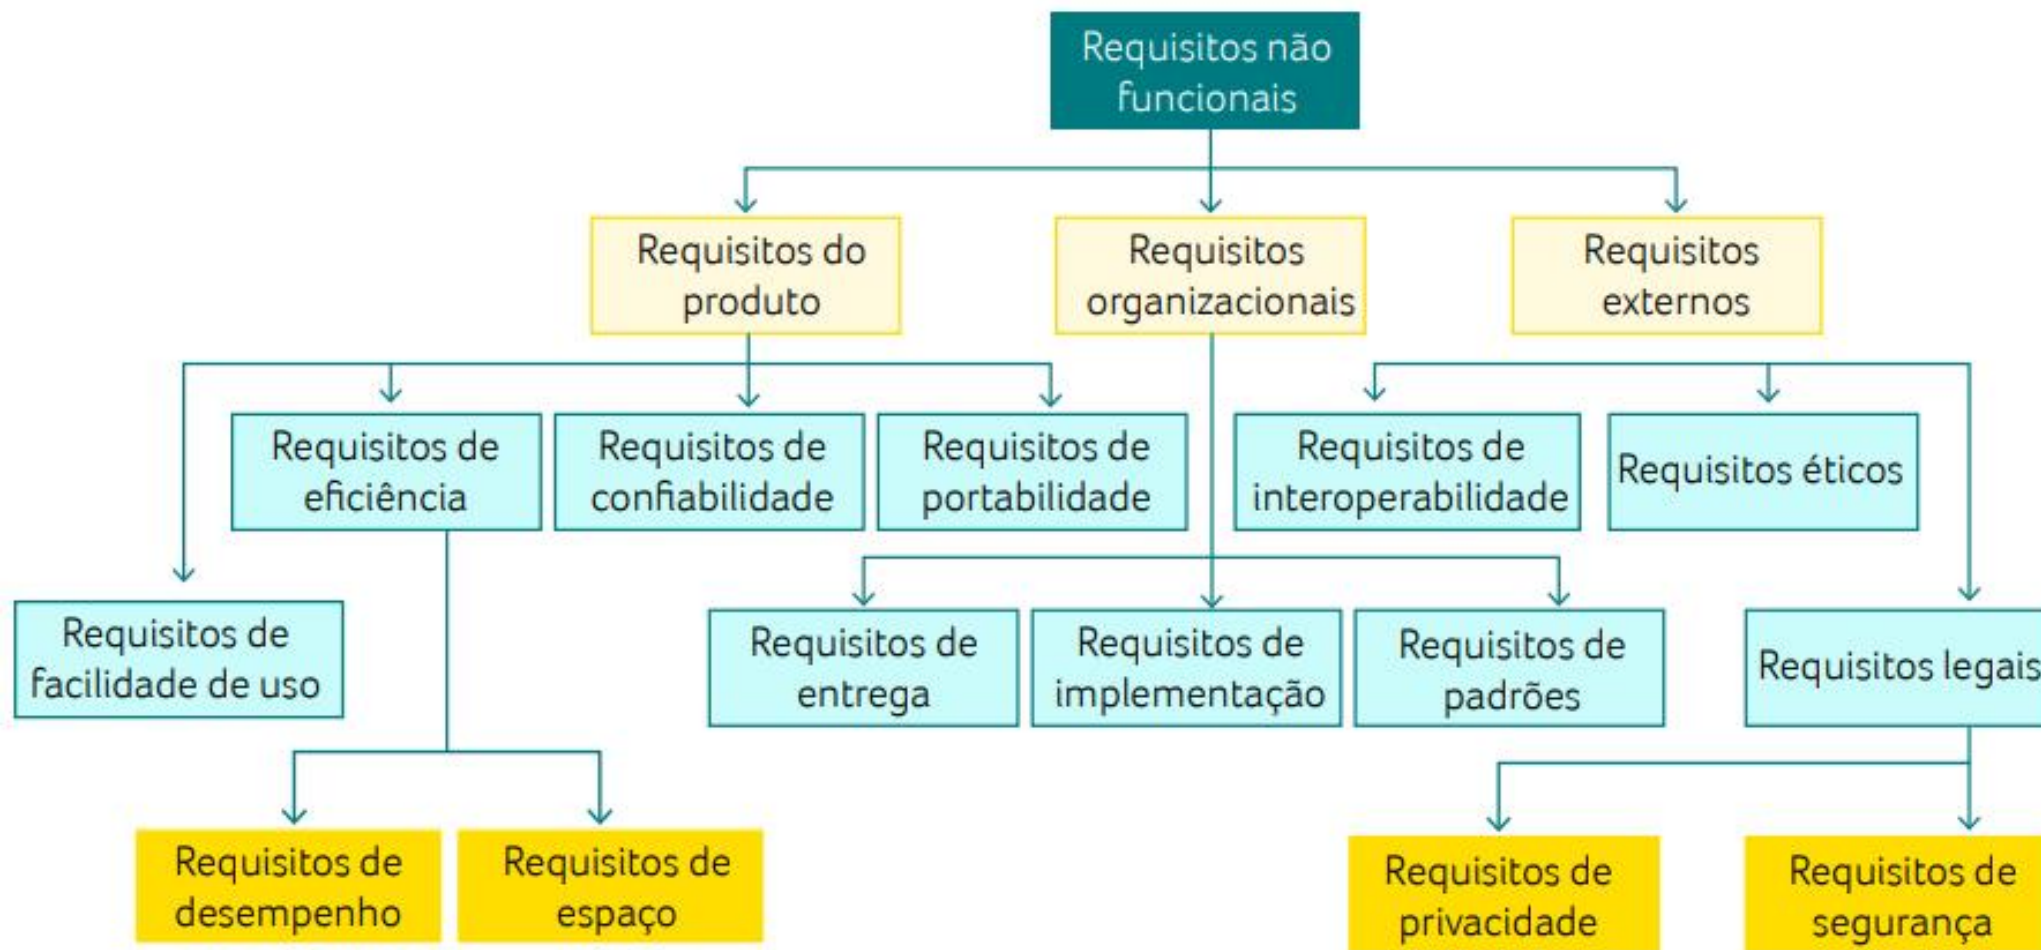 Requisitos não
funcionais
Requisitos do
produto
Requisitos
organizacionais
Requisitos
externos
Requisitos de
eficiência
Requisitos de
confiabilidade
Requisitos de
portabilidade
Requisitos de
interoperabilidade
Requisitos éticos
Requisitos de
facilidade de uso
Requisitos de
entrega
Requisitos de
implementação
Requisitos de
padrões
Requisitos legais
Requisitos de
desempenho
Requisitos de
espaço
Requisitos de
privacidade
Requisitos de
segurança